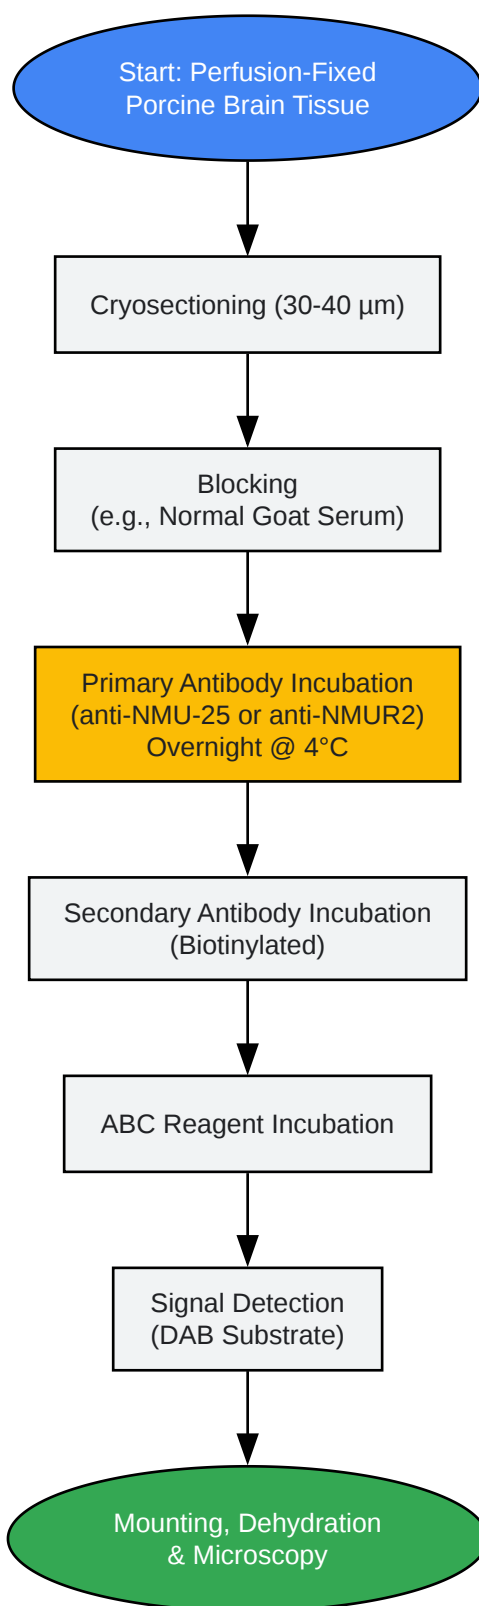 Start: Perfusion-Fixed
Porcine Brain Tissue
Cryosectioning (30-40 µm)
Blocking
(e.g., Normal Goat Serum)
Primary Antibody Incubation
(anti-NMU-25 or anti-NMUR2)
Overnight @ 4°C
Secondary Antibody Incubation
(Biotinylated)
ABC Reagent Incubation
Signal Detection
(DAB Substrate)
Mounting, Dehydration
& Microscopy